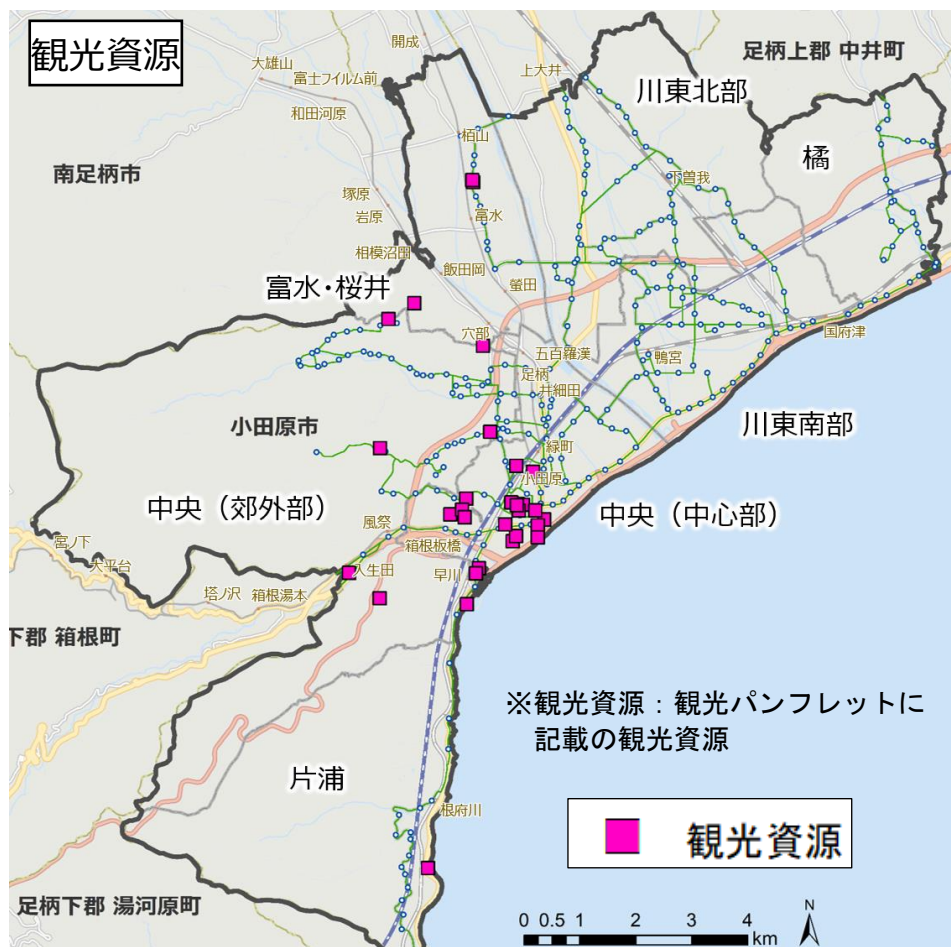 観光資源
開成
足柄上郡 中井町
大雄山
富士フイルム前
上大井
川東北部
和田河原
栢山
橘
南足柄市
下曽我
塚原
岩原
富水
相模沼田
飯田岡
螢田
富水・桜井
穴部
国府津
五百羅漢
鴨宮
足柄
井細田
小田原市
川東南部
緑町
小田原
中央（郊外部）
中央（中心部）
風祭
箱根板橋
宮ノ下
大平台
入生田
早川
塔ノ沢
箱根湯本
下郡 箱根町
※観光資源：観光パンフレットに
記載の観光資源
片浦
根府川
観光資源
足柄下郡 湯河原町
0 0.5 1 2 3 4
km
N